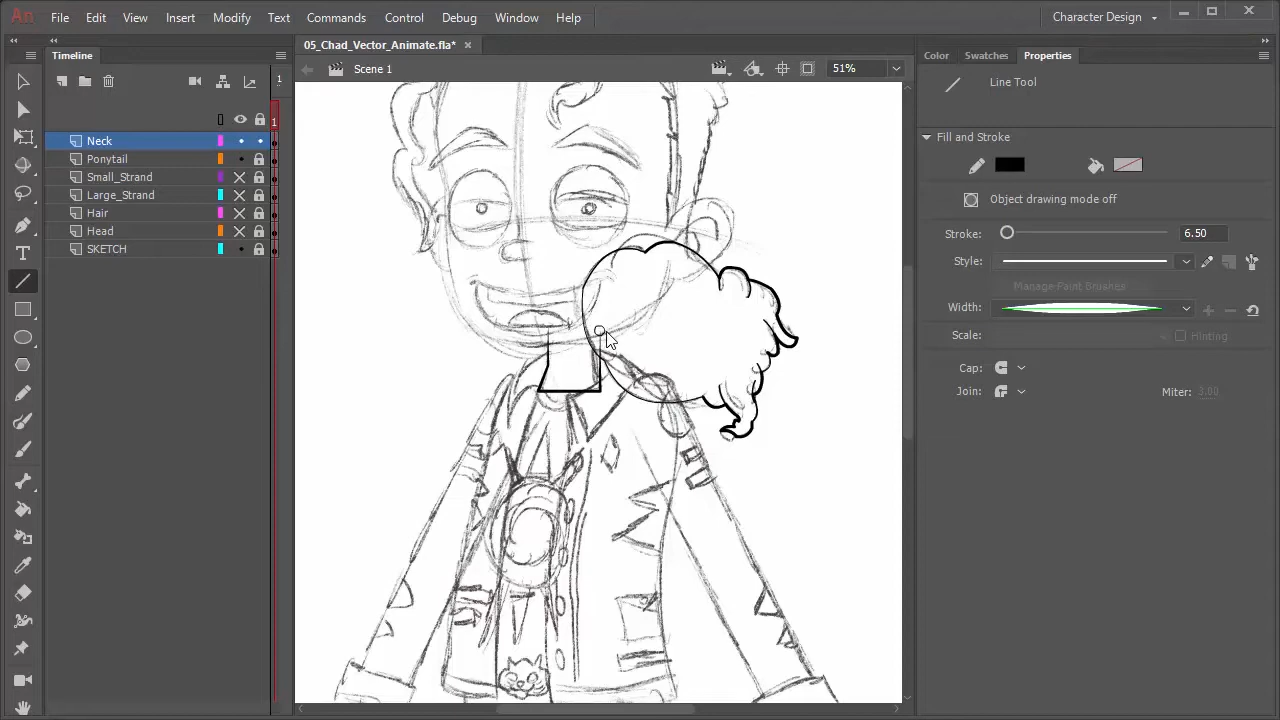 An File Edit View Insert Modify Text Commands Control Debug Window Help Character Design
Timeline
05_Chad_Vector_Animate.fla*
Color Swatches Properties
1
Scene 1
51%
Line Tool
1
Neck
Ponytail
Small_Strand
Large_Strand
Hair
Head
SKETCH
Fill and Stroke
Object drawing mode off
Stroke: 6.50
Style:
Manage Paint Brushes
Width:
Scale: Hinting
Cap:
Join: Miter: 3.00